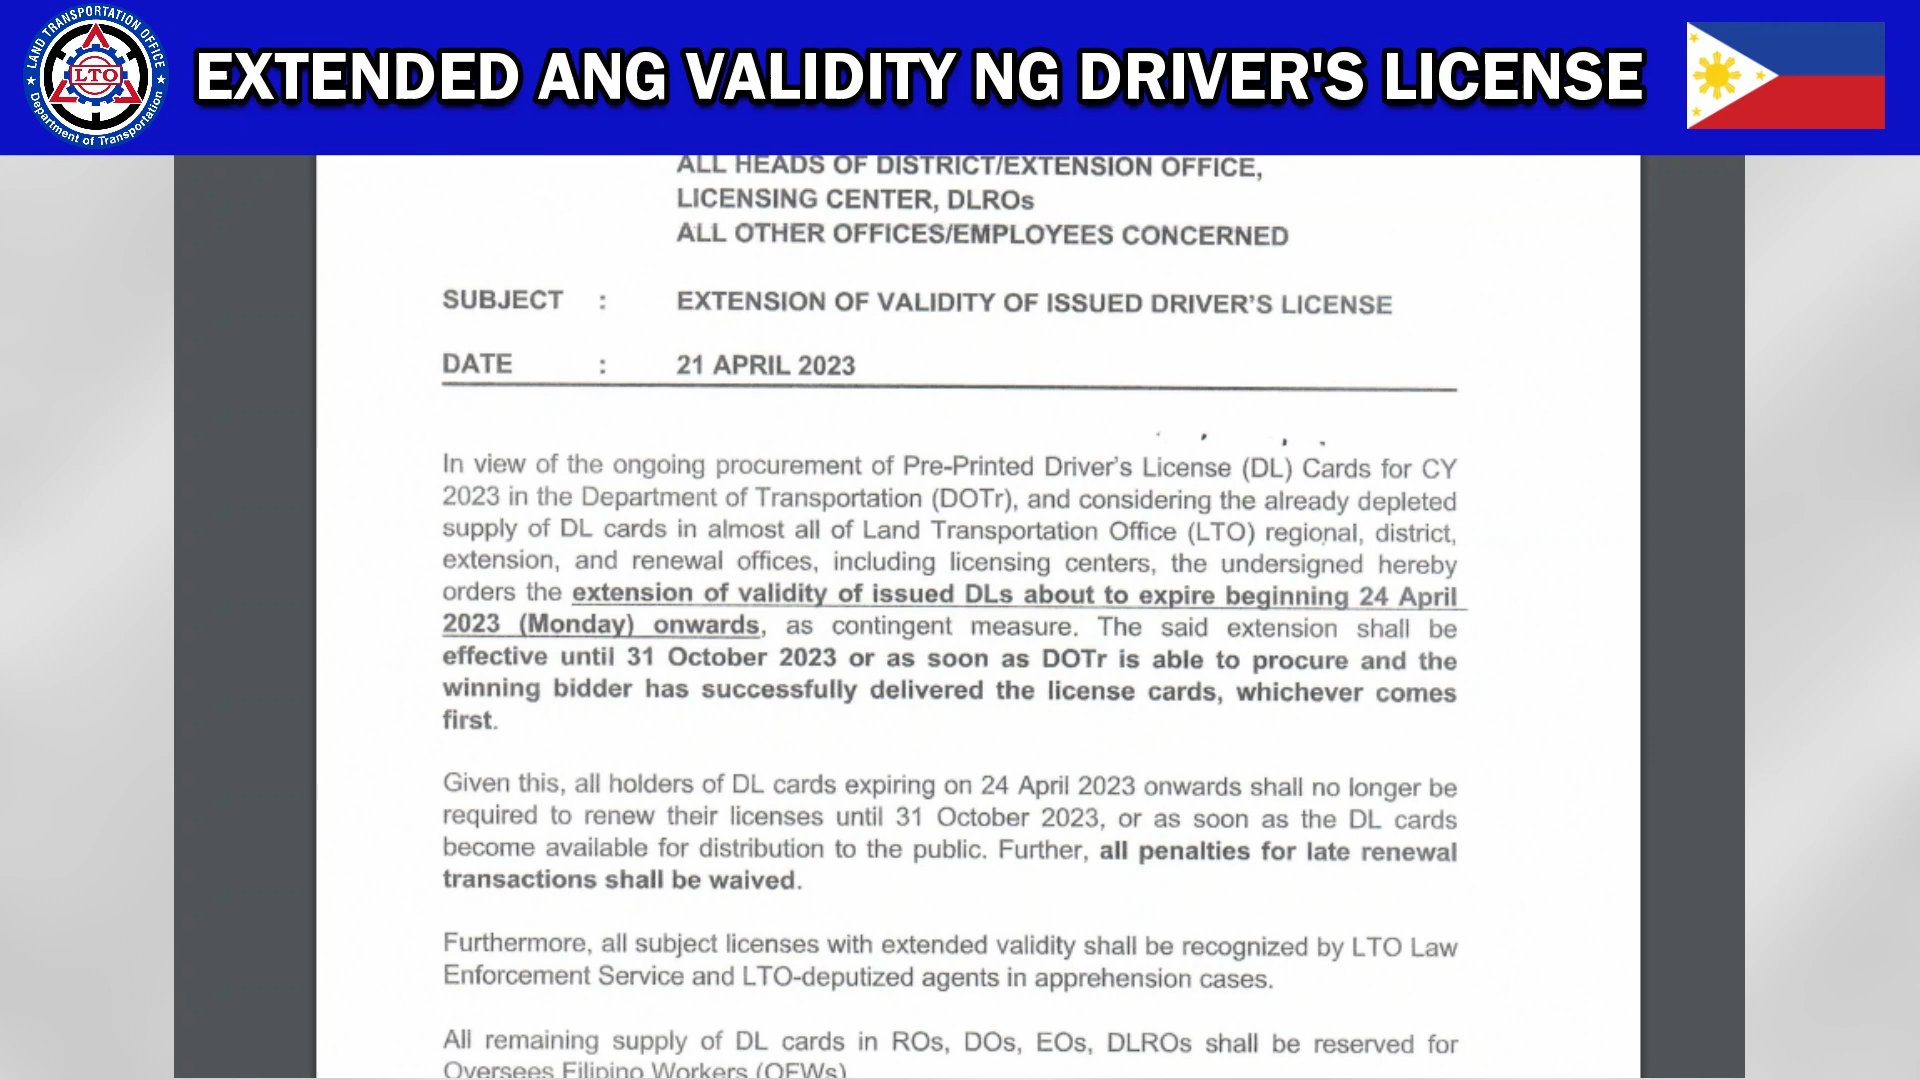 LAND TRANSPORTATION OFFICE
LTO
Department of Transportation
EXTENDED ANG VALIDITY NG DRIVER'S LICENSE
ALL HEADS OF DISTRICT/EXTENSION OFFICE,
LICENSING CENTER, DLROs
ALL OTHER OFFICES/EMPLOYEES CONCERNED
SUBJECT : EXTENSION OF VALIDITY OF ISSUED DRIVER'S LICENSE
DATE : 21 APRIL 2023
In view of the ongoing procurement of Pre-Printed Driver's License (DL) Cards for CY
2023 in the Department of Transportation (DOTr), and considering the already depleted
supply of DL cards in almost all of Land Transportation Office (LTO) regional, district,
extension, and renewal offices, including licensing centers, the undersigned hereby
orders the extension of validity of issued DLs about to expire beginning 24 April
2023 (Monday) onwards, as contingent measure. The said extension shall be
effective until 31 October 2023 or as soon as DOTr is able to procure and the
winning bidder has successfully delivered the license cards, whichever comes
first.
Given this, all holders of DL cards expiring on 24 April 2023 onwards shall no longer be
required to renew their licenses until 31 October 2023, or as soon as the DL cards
become available for distribution to the public. Further, all penalties for late renewal
transactions shall be waived.
Furthermore, all subject licenses with extended validity shall be recognized by LTO Law
Enforcement Service and LTO-deputized agents in apprehension cases.
All remaining supply of DL cards in ROs, DOs, EOs, DLROs shall be reserved for
Oversees Filipino Workers (OFWs)